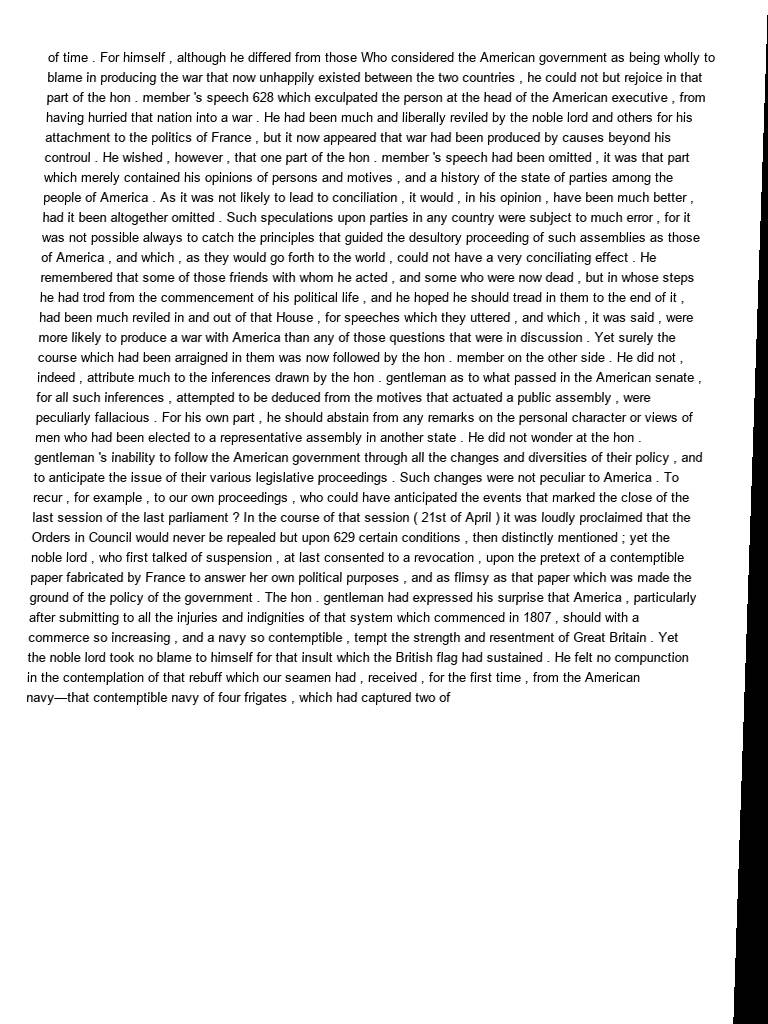 of time . For himself , although he differed from those Who considered the American government as being wholly to
blame in producing the war that now unhappily existed between the two countries , he could not but rejoice in that
part of the hon . member 's speech 628 which exculpated the person at the head of the American executive , from
having hurried that nation into a war . He had been much and liberally reviled by the noble lord and others for his
attachment to the politics of France , but it now appeared that war had been produced by causes beyond his
controul . He wished , however , that one part of the hon . member 's speech had been omitted , it was that part
which merely contained his opinions of persons and motives , and a history of the state of parties among the
people of America . As it was not likely to lead to conciliation , it would , in his opinion , have been much better ,
had it been altogether omitted . Such speculations upon parties in any country were subject to much error , for it
was not possible always to catch the principles that guided the desultory proceeding of such assemblies as those
of America , and which , as they would go forth to the world , could not have a very conciliating effect . He
remembered that some of those friends with whom he acted , and some who were now dead , but in whose steps
he had trod from the commencement of his political life , and he hoped he should tread in them to the end of it ,
had been much reviled in and out of that House , for speeches which they uttered , and which , it was said , were
more likely to produce a war with America than any of those questions that were in discussion . Yet surely the
course which had been arraigned in them was now followed by the hon . member on the other side . He did not ,
indeed , attribute much to the inferences drawn by the hon . gentleman as to what passed in the American senate ,
for all such inferences , attempted to be deduced from the motives that actuated a public assembly , were
peculiarly fallacious . For his own part , he should abstain from any remarks on the personal character or views of
men who had been elected to a representative assembly in another state . He did not wonder at the hon .
gentleman 's inability to follow the American government through all the changes and diversities of their policy , and
to anticipate the issue of their various legislative proceedings . Such changes were not peculiar to America . To
recur , for example , to our own proceedings , who could have anticipated the events that marked the close of the
last session of the last parliament ? In the course of that session ( 21st of April ) it was loudly proclaimed that the
Orders in Council would never be repealed but upon 629 certain conditions , then distinctly mentioned ; yet the
noble lord , who first talked of suspension , at last consented to a revocation , upon the pretext of a contemptible
paper fabricated by France to answer her own political purposes , and as flimsy as that paper which was made the
ground of the policy of the government . The hon . gentleman had expressed his surprise that America , particularly
after submitting to all the injuries and indignities of that system which commenced in 1807 , should with a
commerce so increasing , and a navy so contemptible , tempt the strength and resentment of Great Britain . Yet
the noble lord took no blame to himself for that insult which the British flag had sustained . He felt no compunction
in the contemplation of that rebuff which our seamen had , received , for the first time , from the American
navy—that contemptible navy of four frigates , which had captured two of